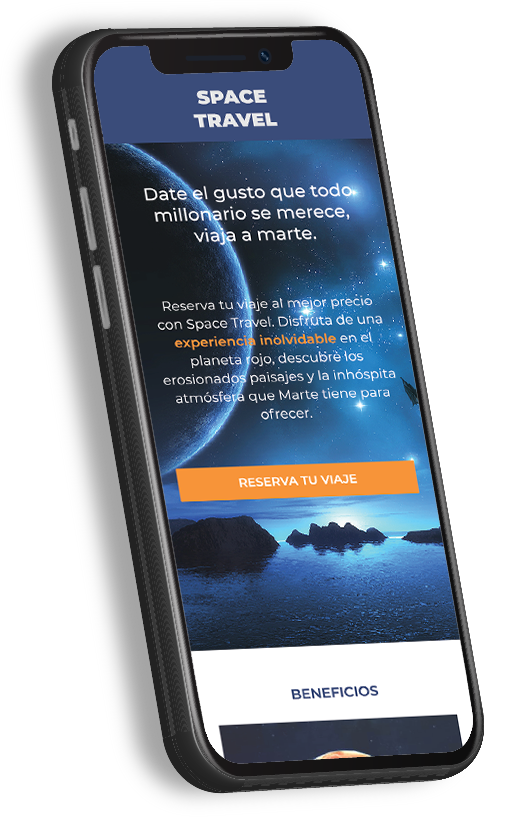 SPACE
TRAVEL
Date el gusto que todo
millonario se merece,
viaja a marte.
Reserva tu viaje al mejor precio
con Space Travel. Disfruta de una
experiencia inolvidable en el
planeta rojo, descubre los
erosionados paisajes y la inhóspita
atmósfera que Marte tiene para
ofrecer.
RESERVA TU VIAJE
BENEFICIOS